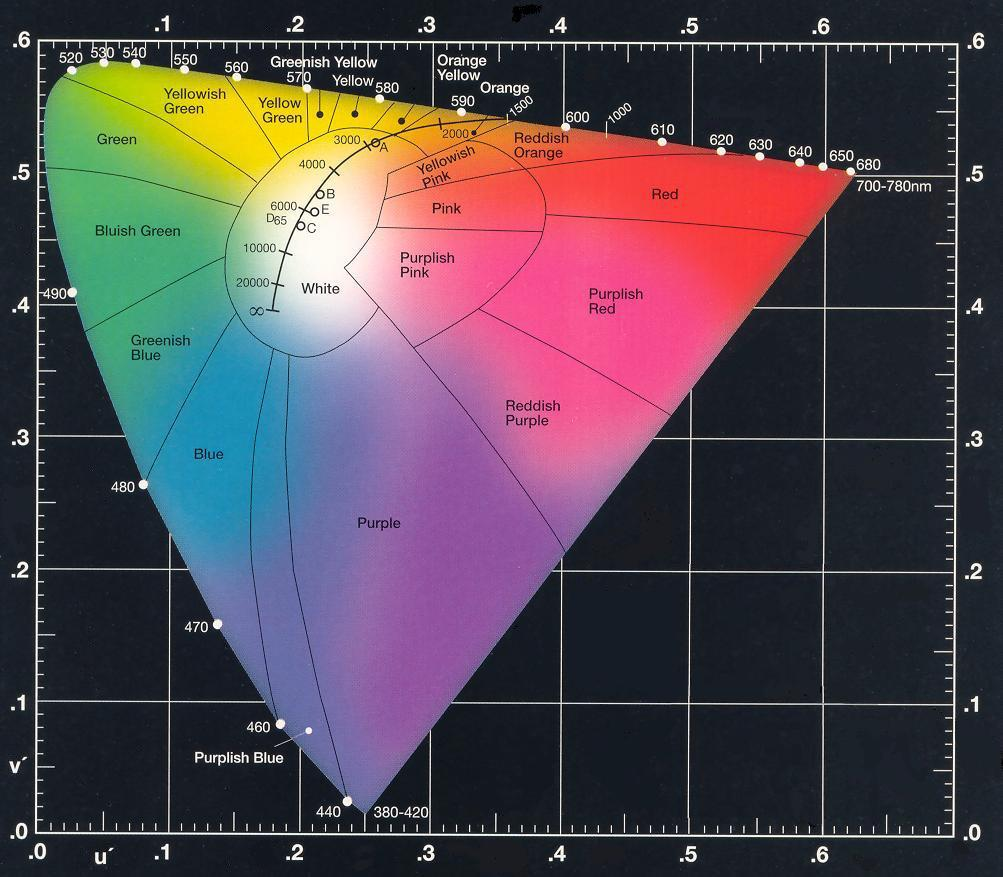 .1 .2 .3 .4 .5 .6
.6 .6
520 530 540 550 560 570 580 590 600 610 620 630 640 650 680
700-780nm
Greenish Yellow
Yellow
Orange
Yellow
Orange
1500
1000
Yellowish
Green
Yellow
Green
2000
3000
A
Reddish
Orange
Green
4000
Yellowish
Pink
.5 .5
B
Red
6000
E
Pink
D65
C
Bluish Green
10000
Purplish
Pink
20000
White
Purplish
Red
490
∞
.4 .4
Greenish
Blue
Reddish
Purple
.3 .3
Blue
480
Purple
.2 .2
470
.1 .1
460
Purplish Blue
v´
440
380-420
.0 .0
.0 u´ .1 .2 .3 .4 .5 .6